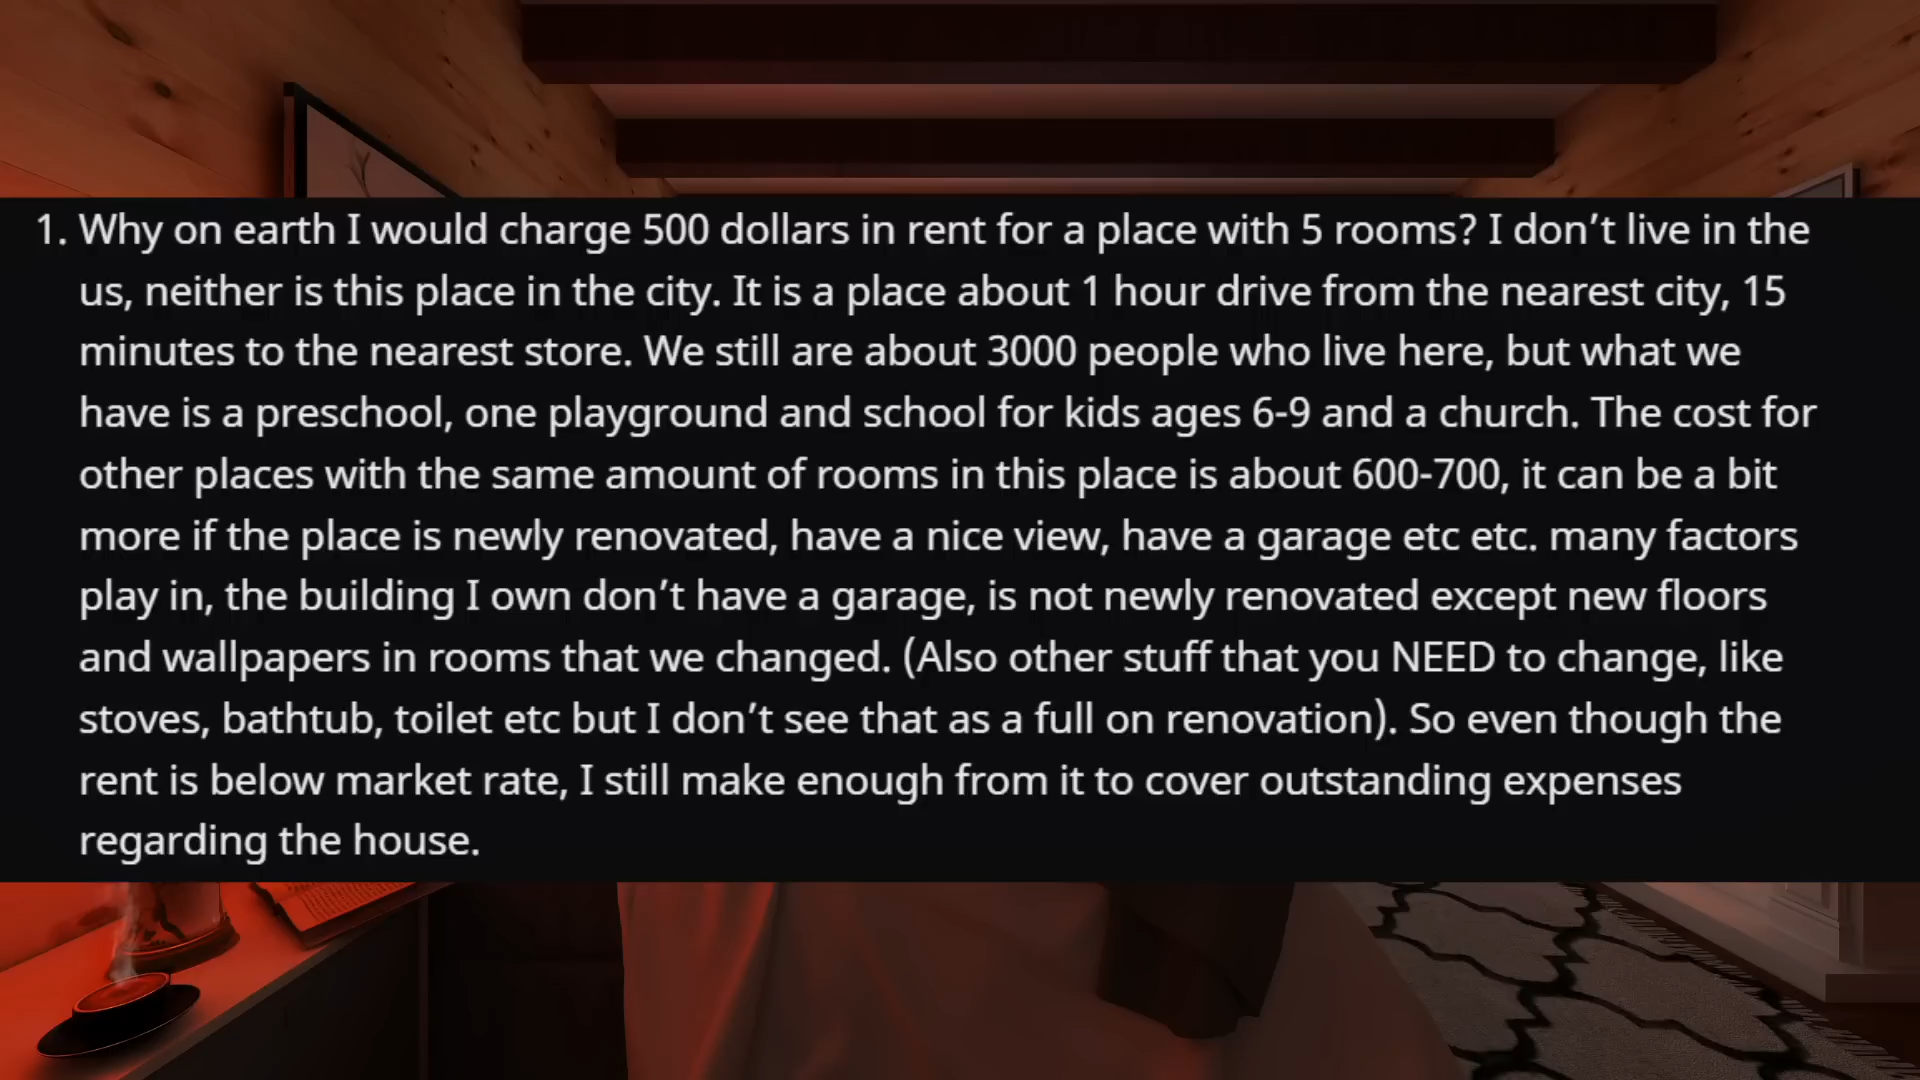 1. Why on earth I would charge 500 dollars in rent for a place with 5 rooms? I don’t live in the
us, neither is this place in the city. It is a place about 1 hour drive from the nearest city, 15
minutes to the nearest store. We still are about 3000 people who live here, but what we
have is a preschool, one playground and school for kids ages 6-9 and a church. The cost for
other places with the same amount of rooms in this place is about 600-700, it can be a bit
more if the place is newly renovated, have a nice view, have a garage etc etc. many factors
play in, the building I own don’t have a garage, is not newly renovated except new floors
and wallpapers in rooms that we changed. (Also other stuff that you NEED to change, like
stoves, bathtub, toilet etc but I don’t see that as a full on renovation). So even though the
rent is below market rate, I still make enough from it to cover outstanding expenses
regarding the house.